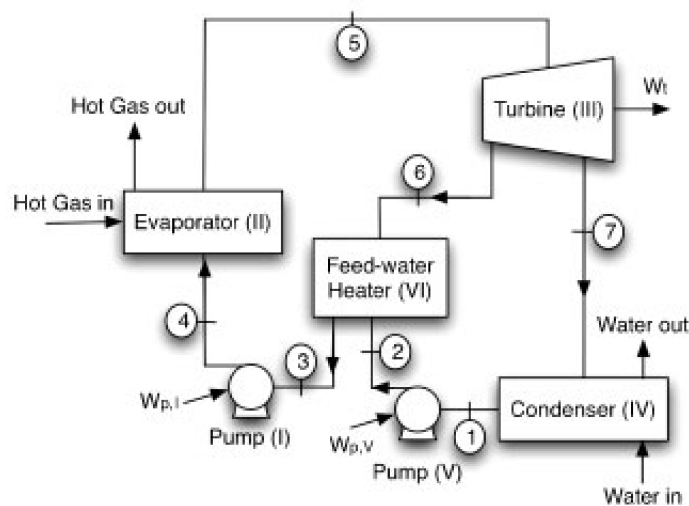 5
Hot Gas out
Wt
Turbine (III)
6
Hot Gas in
Evaporator (II)
7
Feed-water
Heater (VI)
4
Water out
3
2
Wp,I
Condenser (IV)
Pump (I)
Wp,V
1
Pump (V)
Water in